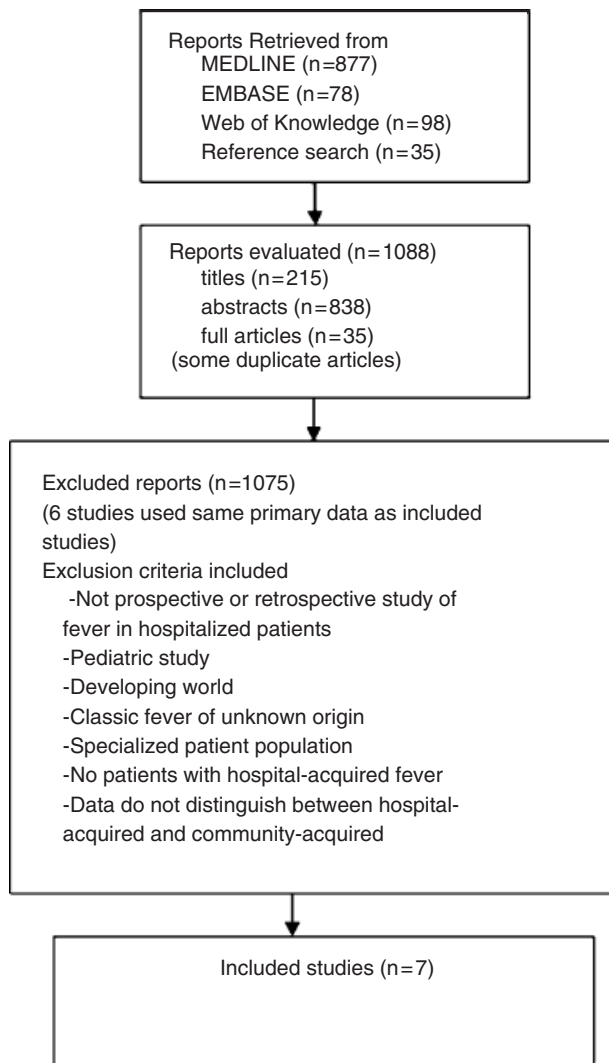 Reports Retrieved from
MEDLINE (n=877)
EMBASE (n=78)
Web of Knowledge (n=98)
Reference search (n=35)
Reports evaluated (n=1088)
titles (n=215)
abstracts (n=838)
full articles (n=35)
(some duplicate articles)
Excluded reports (n=1075)
(6 studies used same primary data as included
studies)
Exclusion criteria included
-Not prospective or retrospective study of
fever in hospitalized patients
-Pediatric study
-Developing world
-Classic fever of unknown origin
-Specialized patient population
-No patients with hospital-acquired fever
-Data do not distinguish between hospital-
acquired and community-acquired
Included studies (n=7)